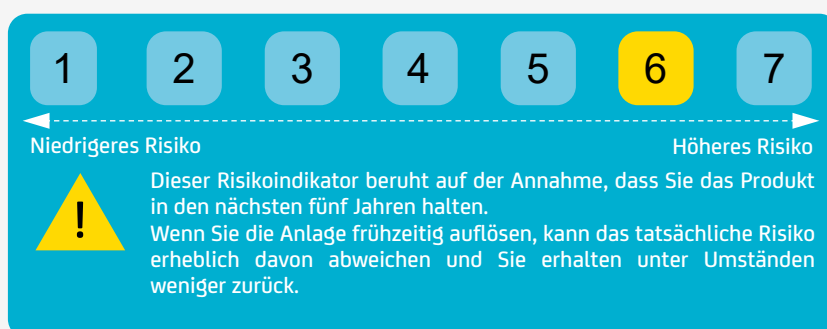 1 2 3 4 5 6 7
Niedrigeres Risiko Höheres Risiko
!
Dieser Risikoindikator beruht auf der Annahme, dass Sie das Produkt
in den nächsten fünf Jahren halten.
Wenn Sie die Anlage frühzeitig auflösen, kann das tatsächliche Risiko
erheblich davon abweichen und Sie erhalten unter Umständen
weniger zurück.